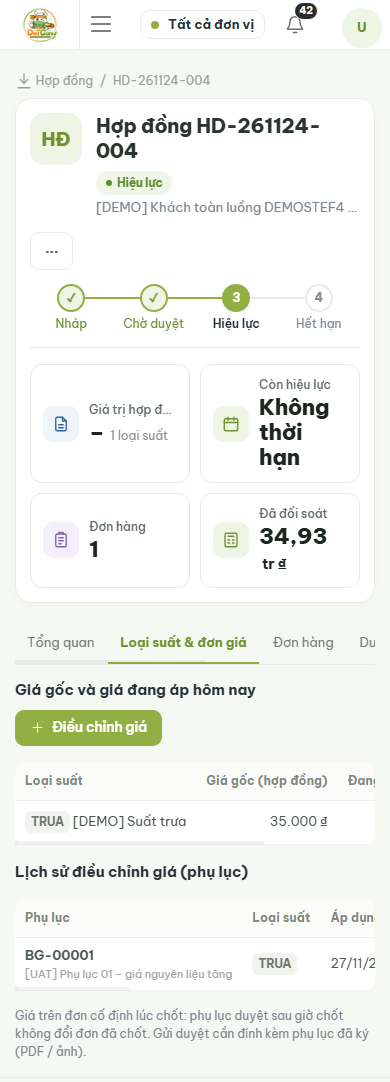 Tất cả đơn vị
42
U
Hợp đồng / HD-261124-004
HĐ
Hợp đồng HD-261124-
004
Hiệu lực
[DEMO] Khách toàn luồng DEMOSTEF4 ...
...
3
4
Nháp
Chờ duyệt
Hiệu lực
Hết hạn
Giá trị hợp đ...
– 1 loại suất
Còn hiệu lực
Không
thời
hạn
Đơn hàng
1
Đã đối soát
34,93
tr đ
Tổng quan
Loại suất & đơn giá
Đơn hàng
Du
Giá gốc và giá đang áp hôm nay
+ Điều chỉnh giá
Loại suất
Giá gốc (hợp đồng)
Đang
TRUA [DEMO] Suất trưa
35.000 đ
Lịch sử điều chỉnh giá (phụ lục)
Phụ lục
Loại suất
Áp dụn
BG-00001
[UAT] Phụ lục 01 – giá nguyên liệu tăng
TRUA
27/11/2
Giá trên đơn cố định lúc chốt: phụ lục duyệt sau giờ chốt
không đổi đơn đã chốt. Gửi duyệt cần đính kèm phụ lục đã ký
(PDF / ảnh).